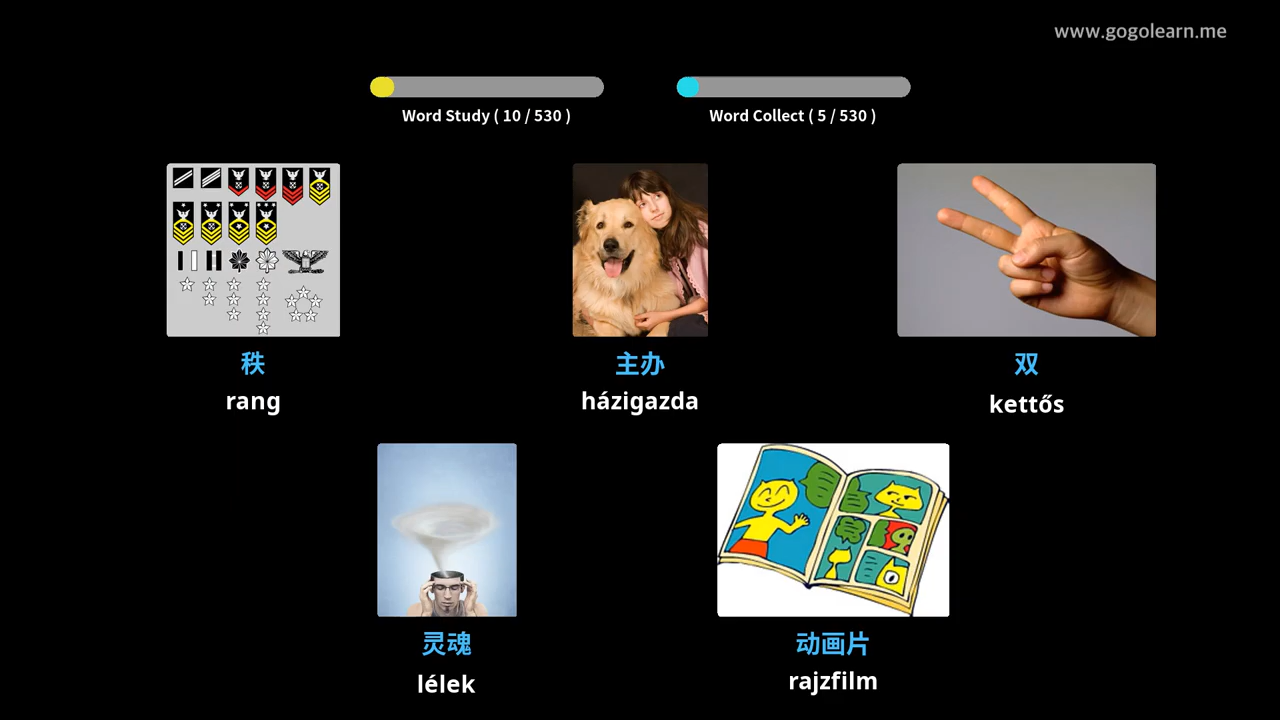 www.gogolearn.me
Word Study ( 10 / 530 )
Word Collect ( 5 / 530 )
秩
rang
主办
házigazda
双
kettős
灵魂
lélek
动画片
rajzfilm